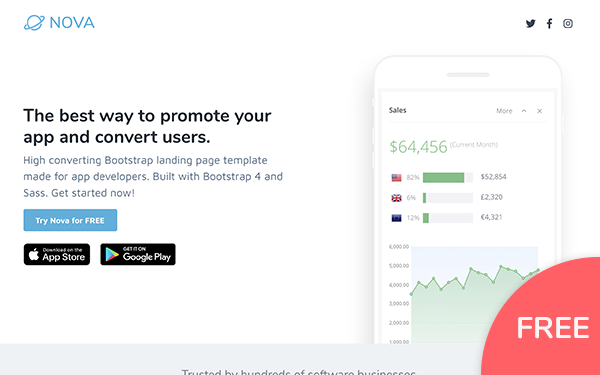 NOVA
The best way to promote your
app and convert users.
High converting Bootstrap landing page template
made for app developers. Built with Bootstrap 4 and
Sass. Get started now!
Try Nova for FREE
Download on the
App Store
GET IT ON
Google Play
Sales
More
$64,456 (Current Month)
82% $52,854
6% £2,320
12% €4,321
6,000.00
5,000.00
4,000.00
3,000.00
2,000.00
1,000.00
FREE
Trusted by hundreds of software businesses